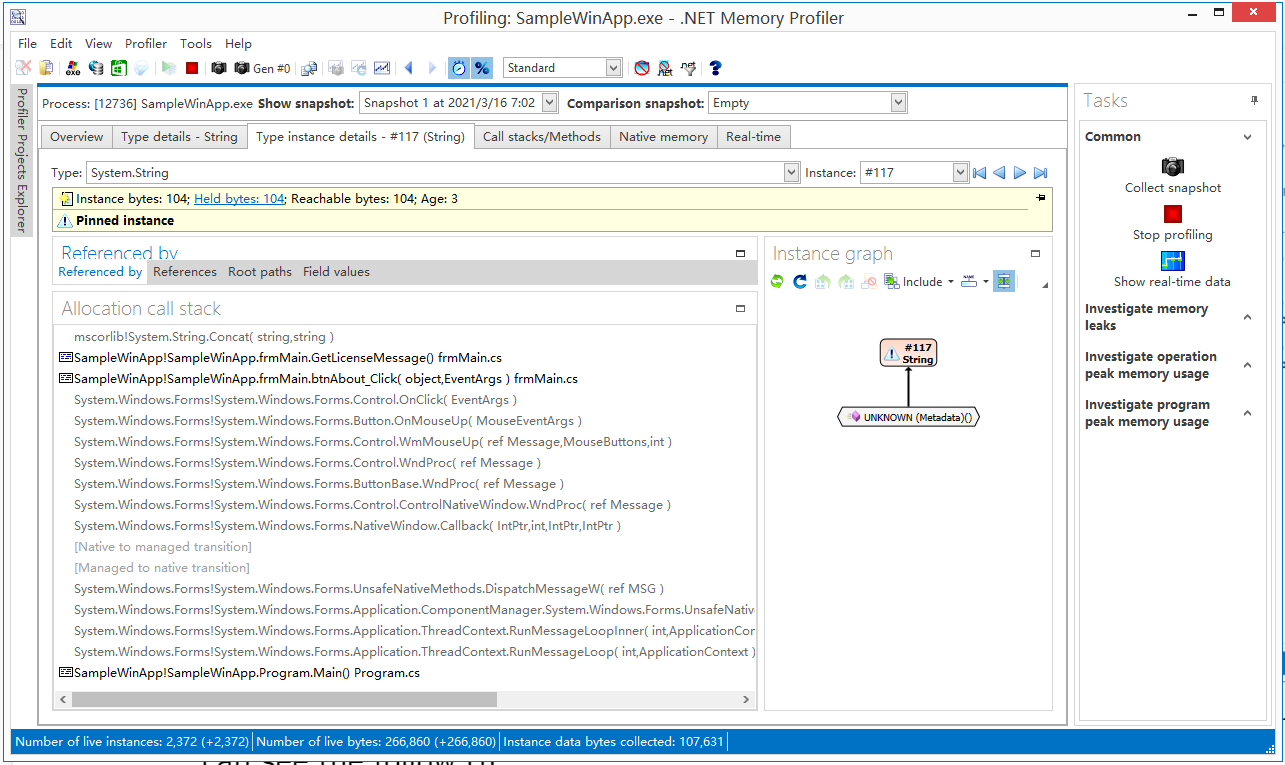 Profiling: SampleWinApp.exe - .NET Memory Profiler
File Edit View Profiler Tools Help
Gen #0 Standard
Profiler Projects Explorer
Process: [12736] SampleWinApp.exe Show snapshot: Snapshot 1 at 2021/3/16 7:02 Comparison snapshot: Empty
Overview Type details - String Type instance details - #117 (String) Call stacks/Methods Native memory Real-time
Type: System.String Instance: #117
Instance bytes: 104; Held bytes: 104; Reachable bytes: 104; Age: 3
Pinned instance
Referenced by
Referenced by References Root paths Field values
Allocation call stack
mscorlib!System.String.Concat( string,string )
SampleWinApp!SampleWinApp.frmMain.GetLicenseMessage() frmMain.cs
SampleWinApp!SampleWinApp.frmMain.btnAbout_Click( object,EventArgs ) frmMain.cs
System.Windows.Forms!System.Windows.Forms.Control.OnClick( EventArgs )
System.Windows.Forms!System.Windows.Forms.Button.OnMouseUp( MouseEventArgs )
System.Windows.Forms!System.Windows.Forms.Control.WmMouseUp( ref Message,MouseButtons,int )
System.Windows.Forms!System.Windows.Forms.Control.WndProc( ref Message )
System.Windows.Forms!System.Windows.Forms.ButtonBase.WndProc( ref Message )
System.Windows.Forms!System.Windows.Forms.Control.ControlNativeWindow.WndProc( ref Message )
System.Windows.Forms!System.Windows.Forms.NativeWindow.Callback( IntPtr,int,IntPtr,IntPtr )
[Native to managed transition]
[Managed to native transition]
System.Windows.Forms!System.Windows.Forms.UnsafeNativeMethods.DispatchMessageW( ref MSG )
System.Windows.Forms!System.Windows.Forms.Application.ComponentManager.System.Windows.Forms.UnsafeNativ
System.Windows.Forms!System.Windows.Forms.Application.ThreadContext.RunMessageLoopInner( int,ApplicationCor
System.Windows.Forms!System.Windows.Forms.Application.ThreadContext.RunMessageLoop( int,ApplicationContext )
SampleWinApp!SampleWinApp.Program.Main() Program.cs
Instance graph
Include NAME
#117
String
UNKNOWN (Metadata)()
Tasks
Common
Collect snapshot
Stop profiling
Show real-time data
Investigate memory
leaks
Investigate operation
peak memory usage
Investigate program
peak memory usage
Number of live instances: 2,372 (+2,372) Number of live bytes: 266,860 (+266,860) Instance data bytes collected: 107,631